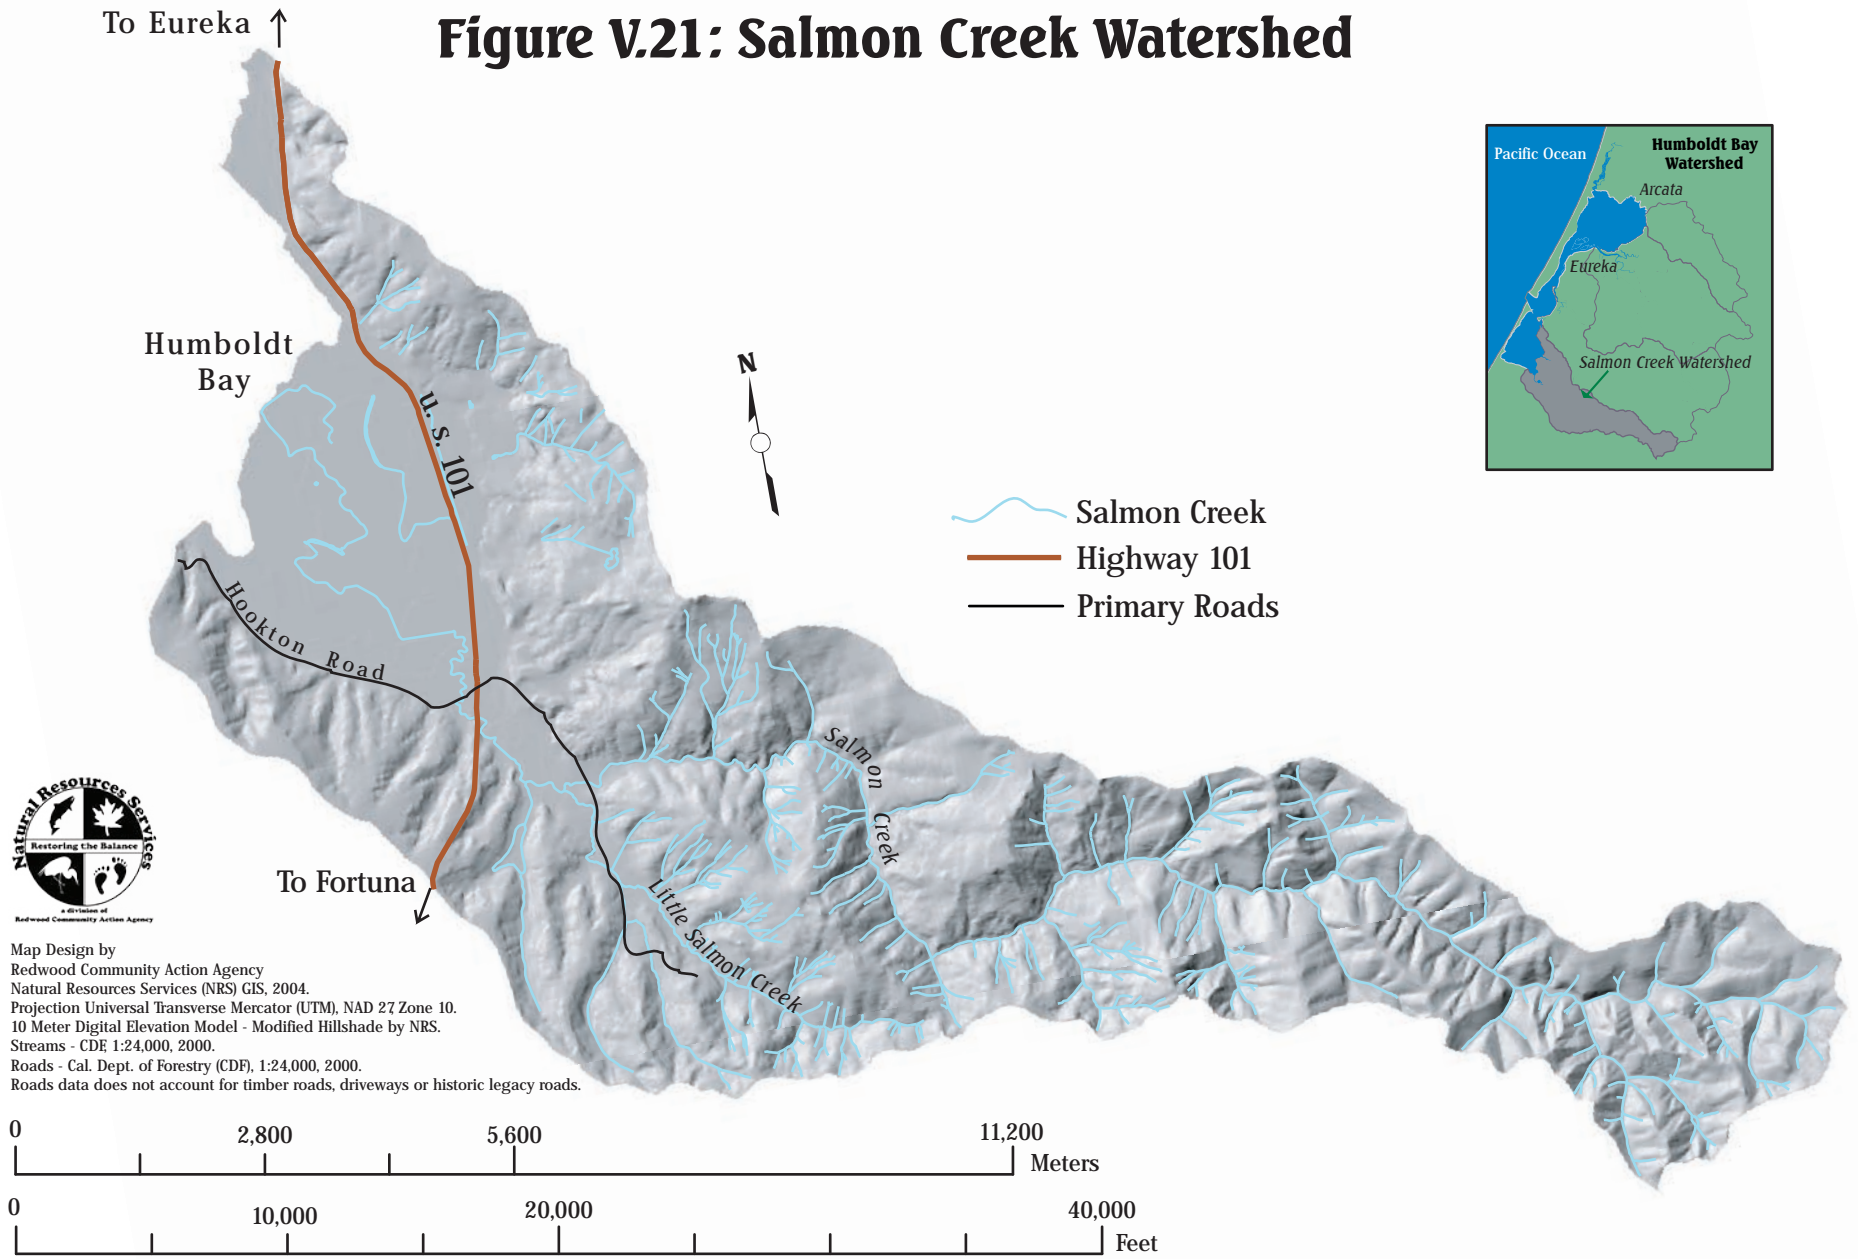 To Eureka
Figure V.21: Salmon Creek Watershed
Pacific Ocean
Humboldt Bay
Watershed
Arcata
Eureka
Salmon Creek Watershed
Humboldt
Bay
N
U. S. 101
Salmon Creek
Highway 101
Primary Roads
Hookton Road
Salmon Creek
Little Salmon Creek
To Fortuna
Natural Resources Services
Restoring the Balance
a division of
Redwood Community Action Agency
Map Design by
Redwood Community Action Agency
Natural Resources Services (NRS) GIS, 2004.
Projection Universal Transverse Mercator (UTM), NAD 27, Zone 10.
10 Meter Digital Elevation Model - Modified Hillshade by NRS.
Streams - CDF, 1:24,000, 2000.
Roads - Cal. Dept. of Forestry (CDF), 1:24,000, 2000.
Roads data does not account for timber roads, driveways or historic legacy roads.
0 2,800 5,600 11,200
Meters
0 10,000 20,000 40,000
Feet